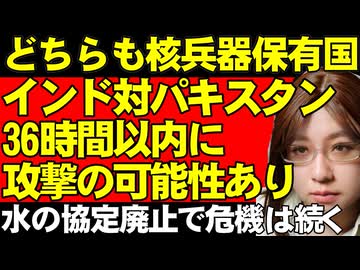 どちらも核兵器保有国
インド対パキスタン
36時間以内に
攻撃の可能性あり
水の協定廃止で危機は続く